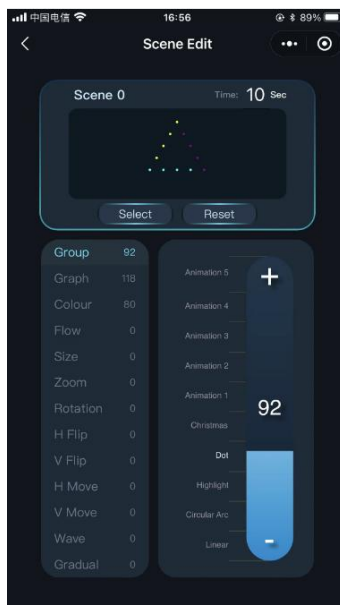 中国电信 16:56 89%
Scene Edit
Scene 0 Time: 10 Sec
Select Reset
Group 92
Graph 118
Colour 80
Flow 0
Size 0
Zoom 0
Rotation 0
H Flip 0
V Flip 0
H Move 0
V Move 0
Wave 0
Gradual 0
Animation 5
Animation 4
Animation 3
Animation 2
Animation 1
Christmas
Dot
Highlight
Circular Arc
Linear
+
92
-